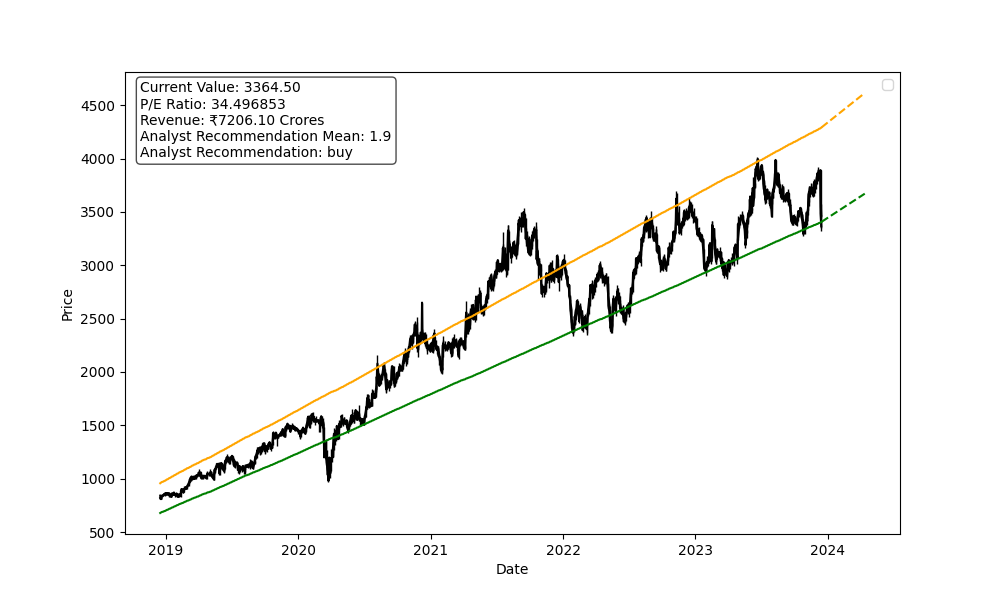 Current Value: 3364.50
P/E Ratio: 34.496853
Revenue: ₹7206.10 Crores
Analyst Recommendation Mean: 1.9
Analyst Recommendation: buy
4500
4000
3500
3000
2500
2000
1500
1000
500
Price
2019 2020 2021 2022 2023 2024
Date